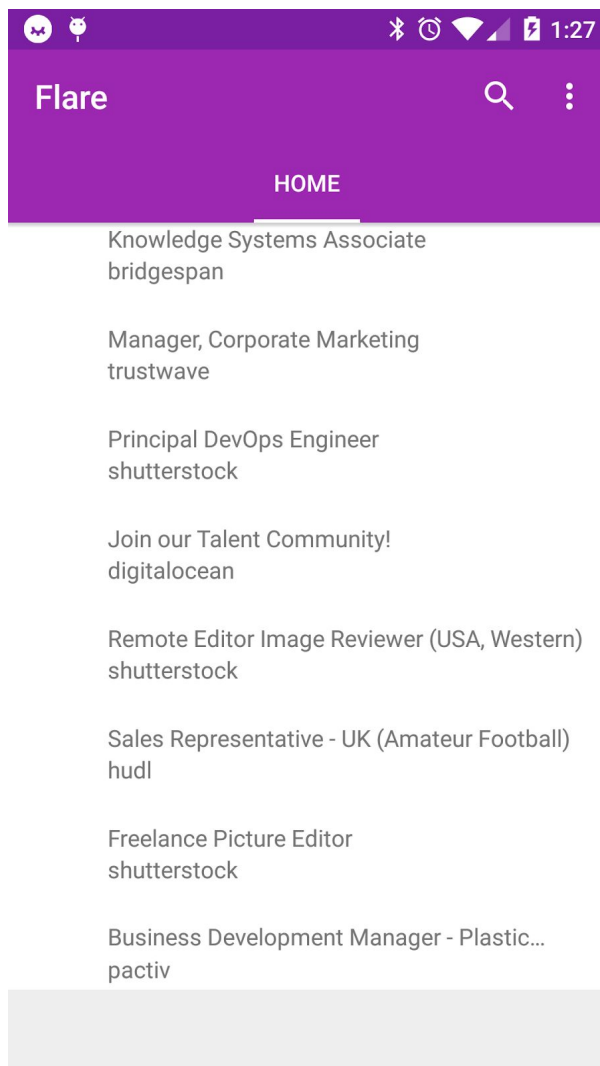 1:27
Flare
HOME
Knowledge Systems Associate
bridgespan
Manager, Corporate Marketing
trustwave
Principal DevOps Engineer
shutterstock
Join our Talent Community!
digitalocean
Remote Editor Image Reviewer (USA, Western)
shutterstock
Sales Representative - UK (Amateur Football)
hudl
Freelance Picture Editor
shutterstock
Business Development Manager - Plastic…
pactiv